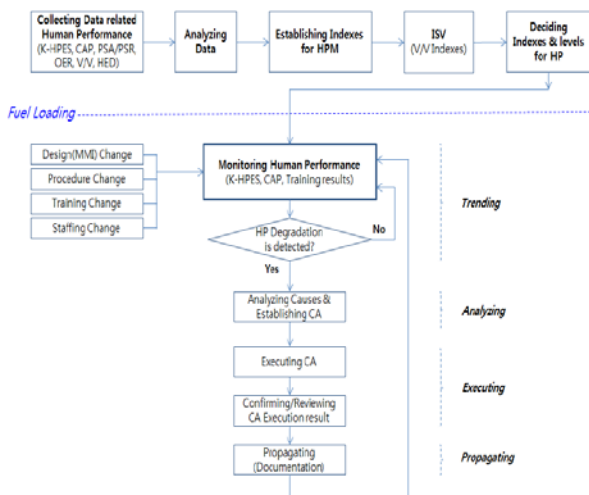 Collecting Data related
Human Performance
(K-HPES, CAP, PSA/PSR,
OER, V/V, HED)
Analyzing
Data
Establishing Indexes
for HPM
ISV
(V/V Indexes)
Deciding
Indexes & levels
for HP
Fuel Loading
Design(MMI) Change
Procedure Change
Training Change
Staffing Change
Monitoring Human Performance
(K-HPES, CAP, Training results)
Trending
HP Degradation
is detected?
No
Yes
Analyzing Causes &
Establishing CA
Analyzing
Executing CA
Executing
Confirming/Reviewing
CA Execution result
Propagating
(Documentation)
Propagating